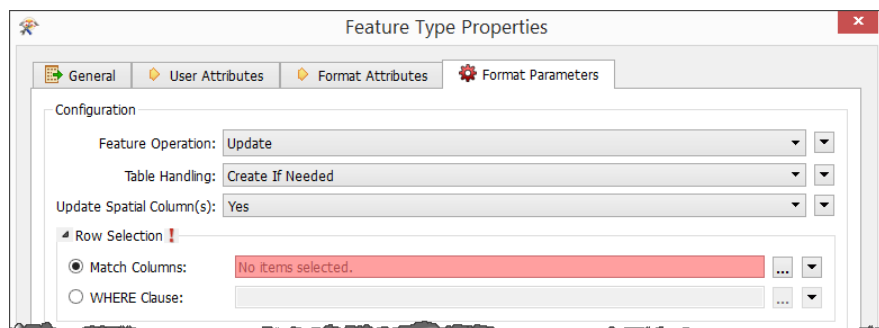 Feature Type Properties
General
User Attributes
Format Attributes
Format Parameters
Configuration
Feature Operation: Update
Table Handling: Create If Needed
Update Spatial Column(s): Yes
Row Selection !
Match Columns: No items selected. ...
WHERE Clause: ...